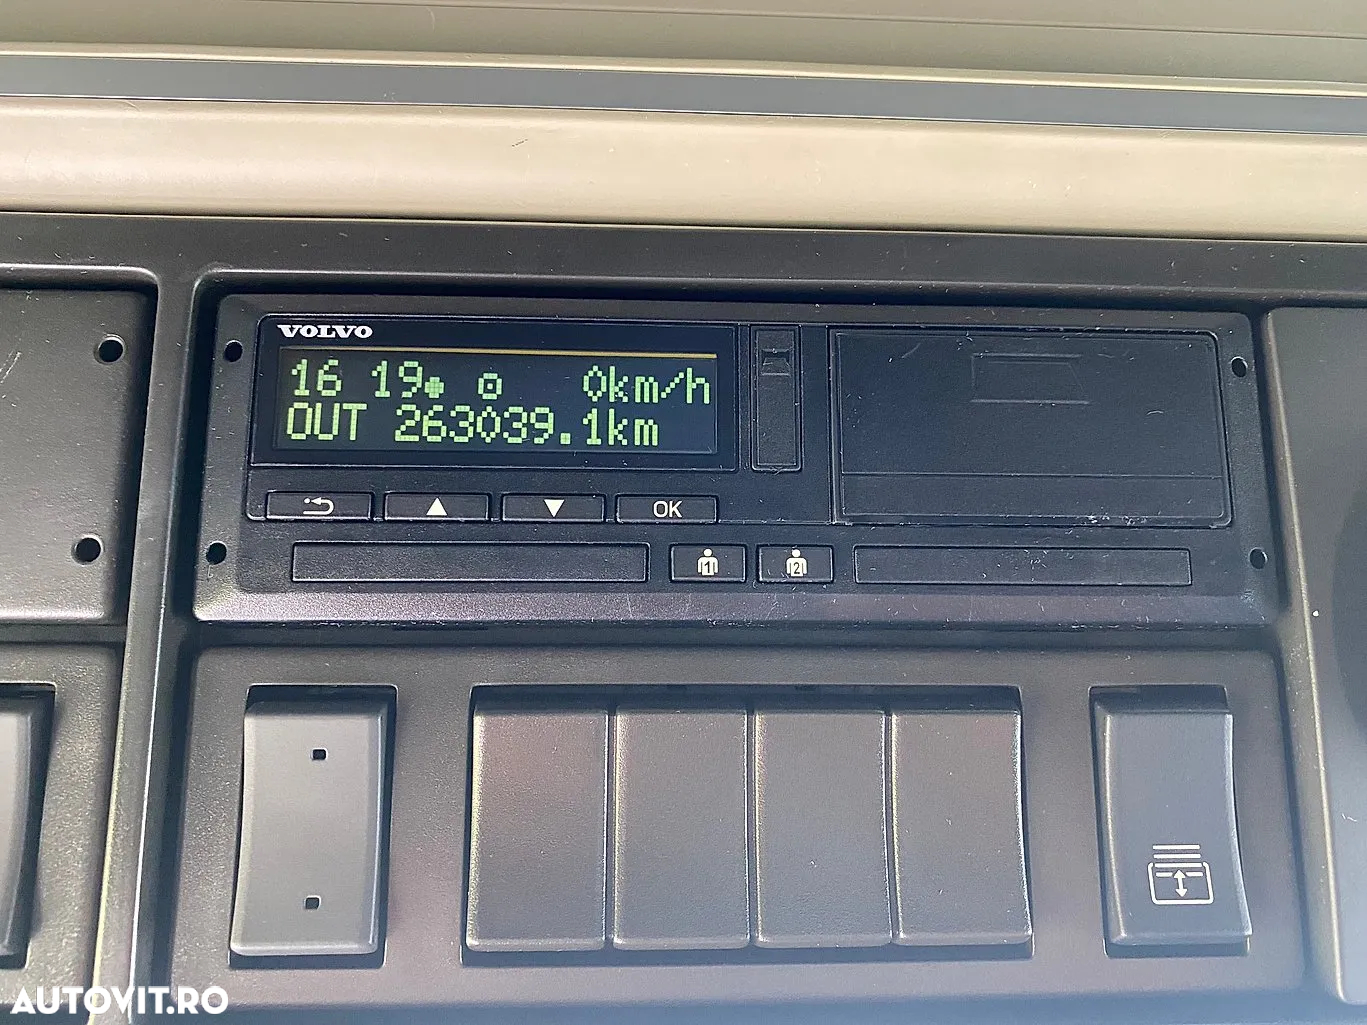 VOLVO
16 19 0km/h
OUT 263039.1km
OK
1 2
AUTOVIT.RO